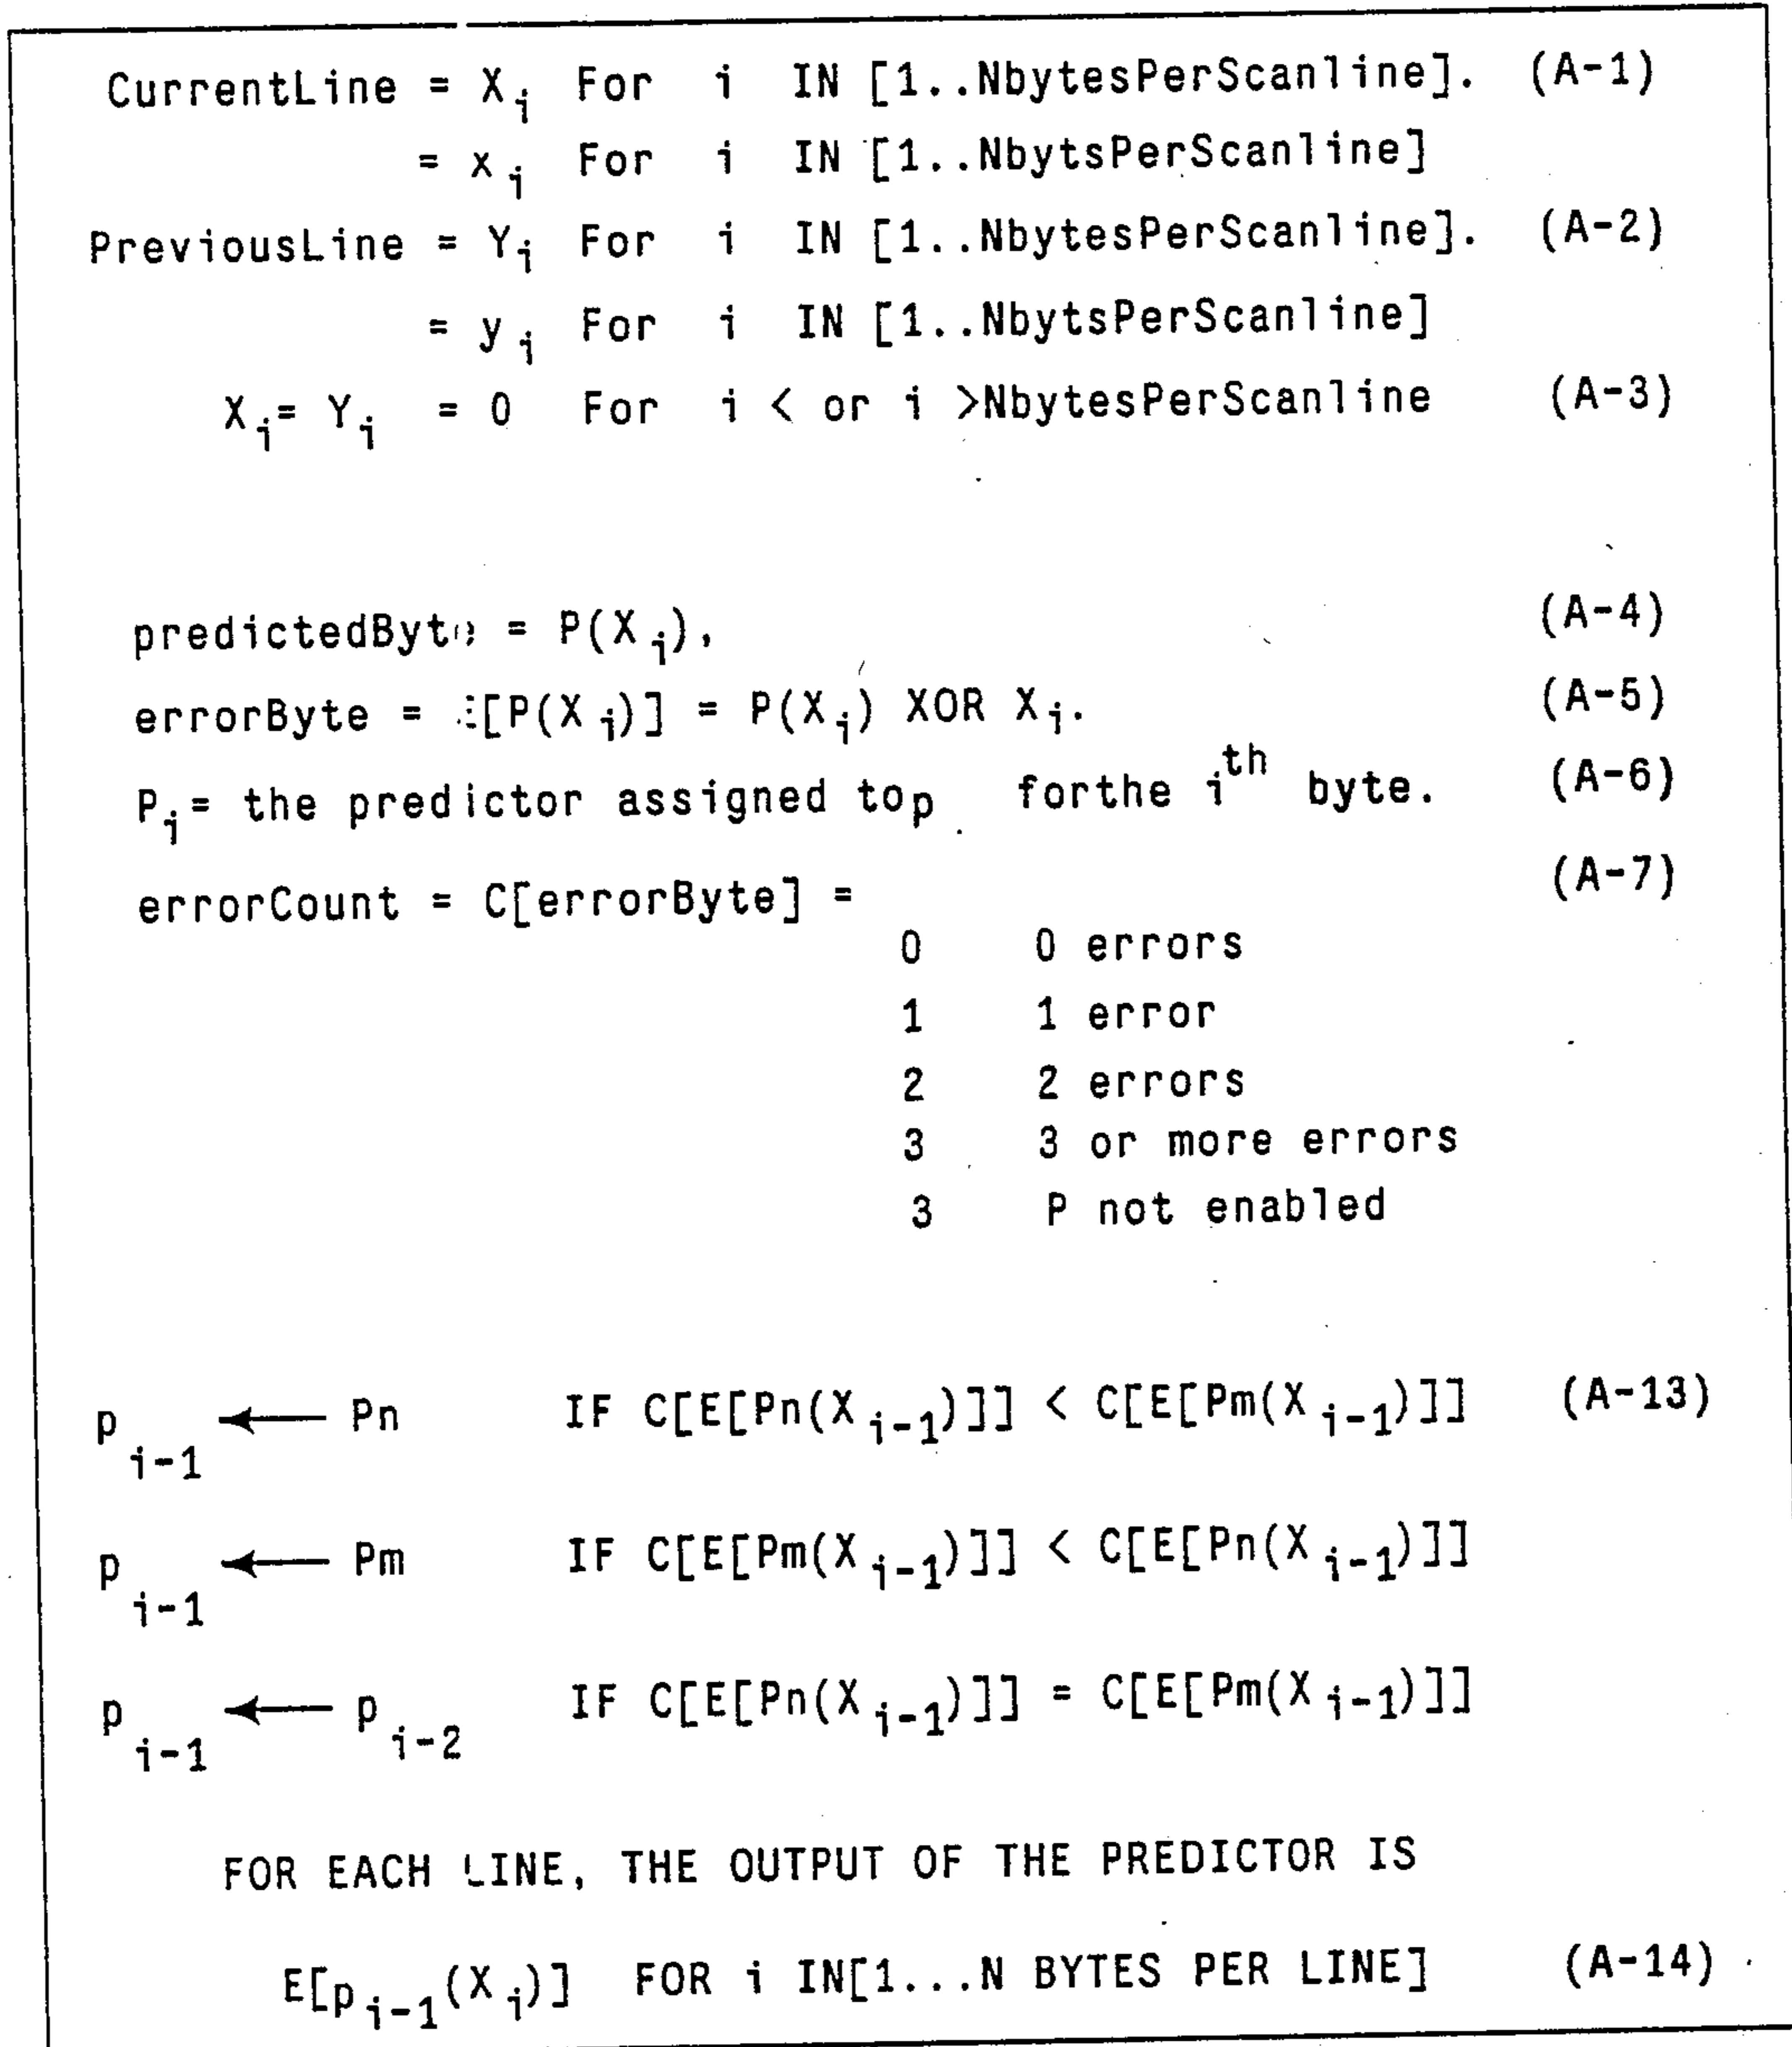 CurrentLine = X_i For i IN [1..NbytesPerScanline]. (A-1)
= x_i For i IN [1..NbytsPerScanline]
PreviousLine = Y_i For i IN [1..NbytesPerScanline]. (A-2)
= y_i For i IN [1..NbytsPerScanline]
X_i= Y_i = 0 For i < or i >NbytesPerScanline (A-3)
predictedByte = P(X_i), (A-4)
errorByte = E[P(X_i)] = P(X_i) XOR X_i. (A-5)
P_i= the predictor assigned top forthe i^th byte. (A-6)
errorCount = C[errorByte] = (A-7)
0 0 errors
1 1 error
2 2 errors
3 3 or more errors
3 P not enabled
p_i-1 ← Pn IF C[E[Pn(X_i-1)]] < C[E[Pm(X_i-1)]] (A-13)
p_i-1 ← Pm IF C[E[Pm(X_i-1)]] < C[E[Pn(X_i-1)]]
p_i-1 ← p_i-2 IF C[E[Pn(X_i-1)]] = C[E[Pm(X_i-1)]]
FOR EACH LINE, THE OUTPUT OF THE PREDICTOR IS
E[p_i-1(X_i)] FOR i IN[1...N BYTES PER LINE] (A-14)